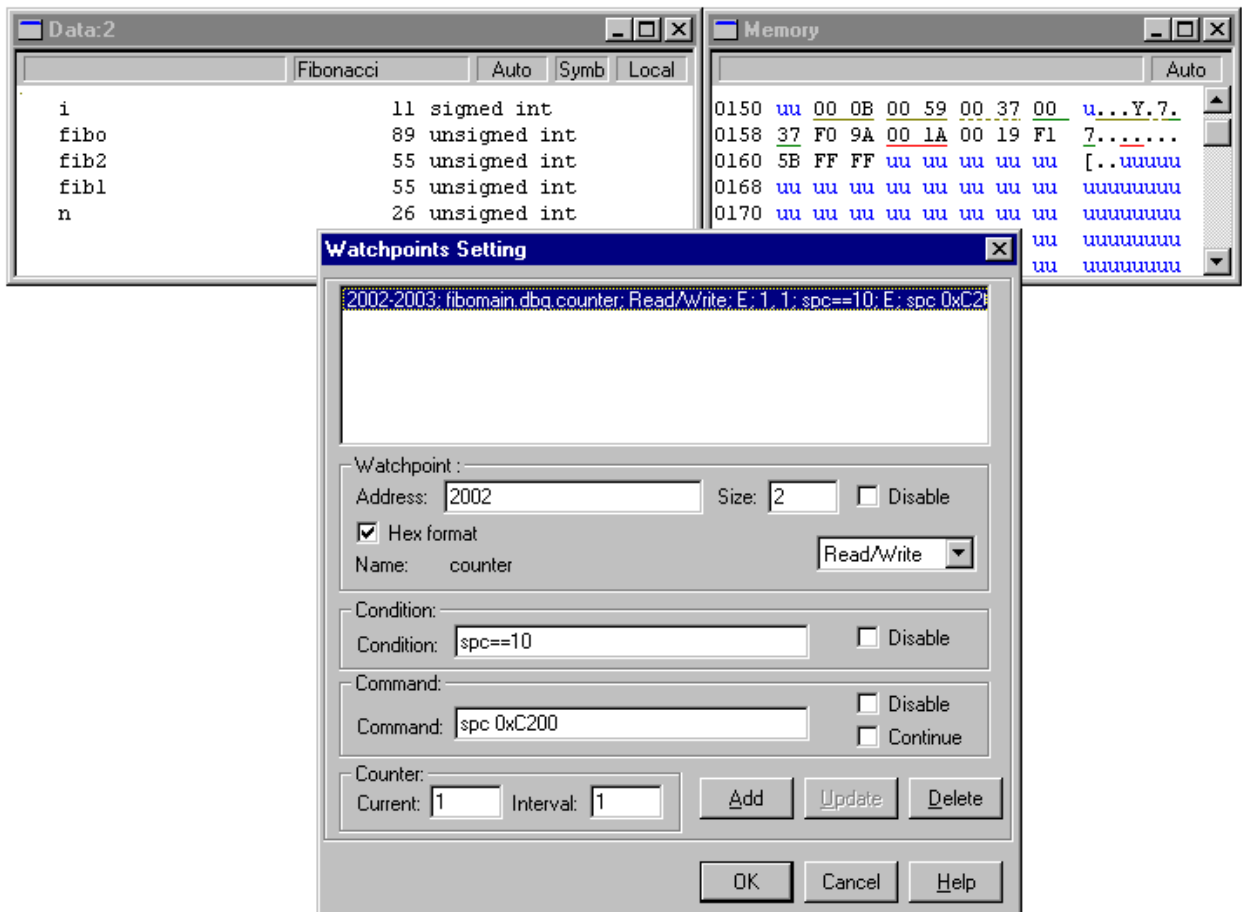 Data:2
Fibonacci Auto Symb Local
i 11 signed int
fibo 89 unsigned int
fib2 55 unsigned int
fib1 55 unsigned int
n 26 unsigned int
Memory
Auto
0150 uu 00 0B 00 59 00 37 00 u...Y.7.
0158 37 F0 9A 00 1A 00 19 F1 7.......
0160 5B FF FF uu uu uu uu uu [..uuuuu
0168 uu uu uu uu uu uu uu uu uuuuuuuu
0170 uu uu uu uu uu uu uu uu uuuuuuuu
uu uuuuuuuu
uu uuuuuuuu
Watchpoints Setting
2002-2003; fibomain.dbg.counter; Read/Write; E; 1, 1; spc==10; E; spc 0xC20
Watchpoint :
Address: 2002 Size: 2 Disable
Hex format
Read/Write
Name: counter
Condition:
Condition: spc==10 Disable
Command:
Disable
Command: spc 0xC200
Continue
Counter:
Current: 1 Interval: 1 Add Update Delete
OK Cancel Help